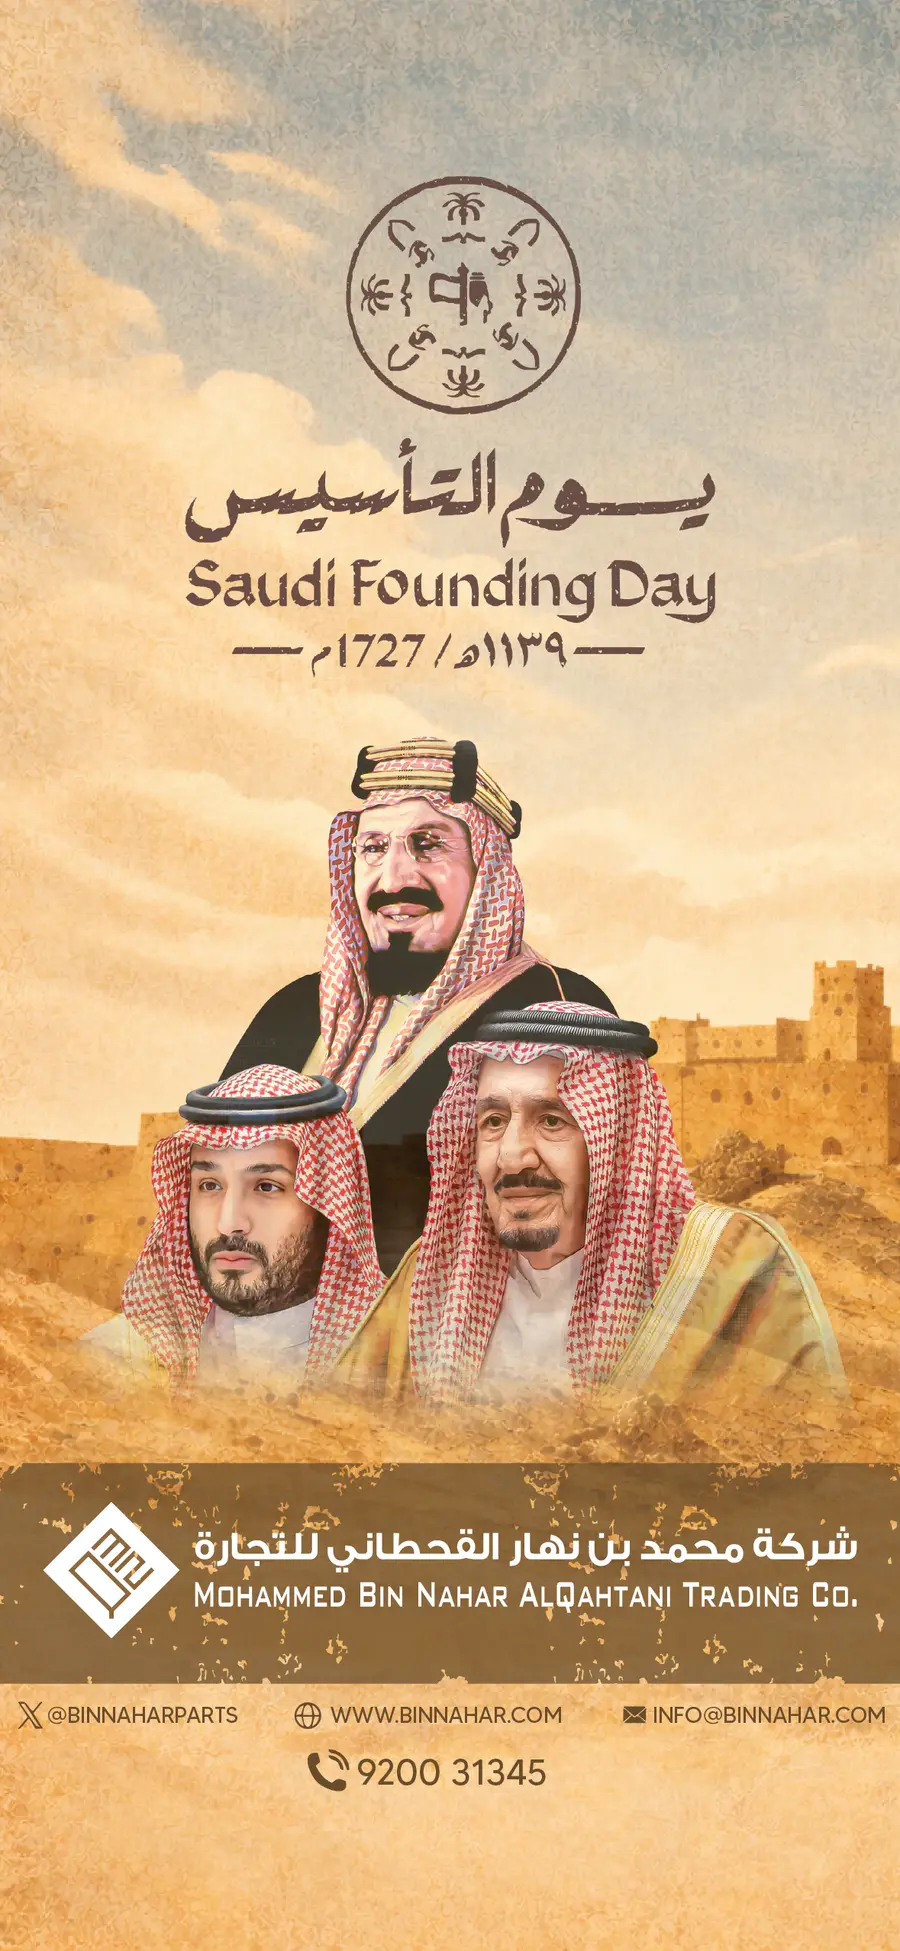 يوم التأسيس
Saudi Founding Day
١١٣٩هـ / 1727م
شركة محمد بن نهار القحطاني للتجارة
MOHAMMED BIN NAHAR ALQAHTANI TRADING CO.
@BINNAHARPARTS WWW.BINNAHAR.COM INFO@BINNAHAR.COM
9200 31345